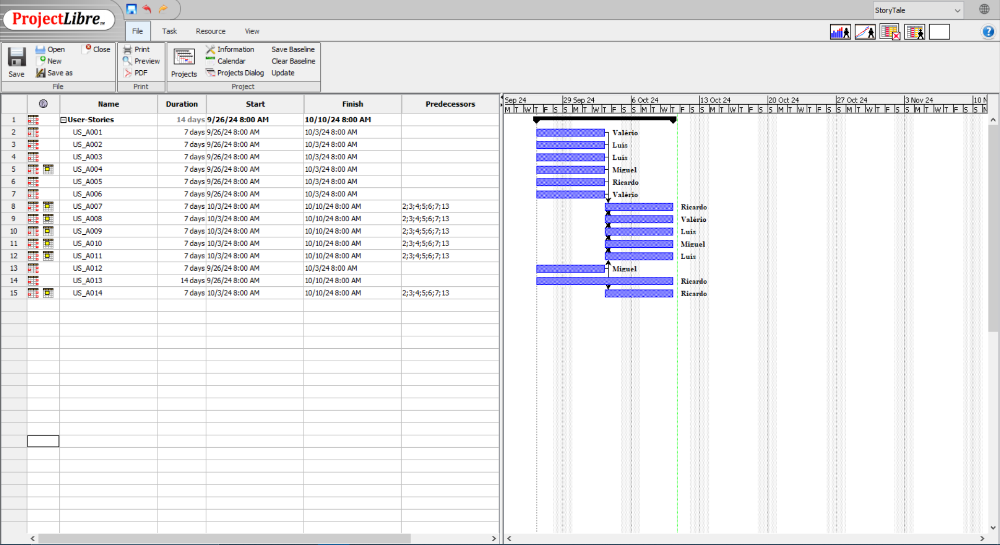 ProjectLibre™
StoryTale
File Task Resource View
Open
Close
New
Save
Save as
File
Print
Preview
PDF
Print
Projects
Information
Save Baseline
Calendar
Clear Baseline
Projects Dialog
Update
Project
Name Duration Start Finish Predecessors
1 User-Stories 14 days 9/26/24 8:00 AM 10/10/24 8:00 AM
2 US_A001 7 days 9/26/24 8:00 AM 10/3/24 8:00 AM
3 US_A002 7 days 9/26/24 8:00 AM 10/3/24 8:00 AM
4 US_A003 7 days 9/26/24 8:00 AM 10/3/24 8:00 AM
5 US_A004 7 days 9/26/24 8:00 AM 10/3/24 8:00 AM
6 US_A005 7 days 9/26/24 8:00 AM 10/3/24 8:00 AM
7 US_A006 7 days 9/26/24 8:00 AM 10/3/24 8:00 AM
8 US_A007 7 days 10/3/24 8:00 AM 10/10/24 8:00 AM 2;3;4;5;6;7;13
9 US_A008 7 days 10/3/24 8:00 AM 10/10/24 8:00 AM 2;3;4;5;6;7;13
10 US_A009 7 days 10/3/24 8:00 AM 10/10/24 8:00 AM 2;3;4;5;6;7;13
11 US_A010 7 days 10/3/24 8:00 AM 10/10/24 8:00 AM 2;3;4;5;6;7;13
12 US_A011 7 days 10/3/24 8:00 AM 10/10/24 8:00 AM 2;3;4;5;6;7;13
13 US_A012 7 days 9/26/24 8:00 AM 10/3/24 8:00 AM
14 US_A013 14 days 9/26/24 8:00 AM 10/10/24 8:00 AM
15 US_A014 7 days 10/3/24 8:00 AM 10/10/24 8:00 AM 2;3;4;5;6;7;13
Sep 24 29 Sep 24 6 Oct 24 13 Oct 24 20 Oct 24 27 Oct 24 3 Nov 24 10 N
M T W T F S S M T W T F S S M T W T F S S M T W T F S S M T W T F S S M T W T F S S M T W T F S S M
Valério
Luís
Luís
Miguel
Ricardo
Valério
Ricardo
Valério
Luís
Miguel
Luís
Miguel
Ricardo
Ricardo